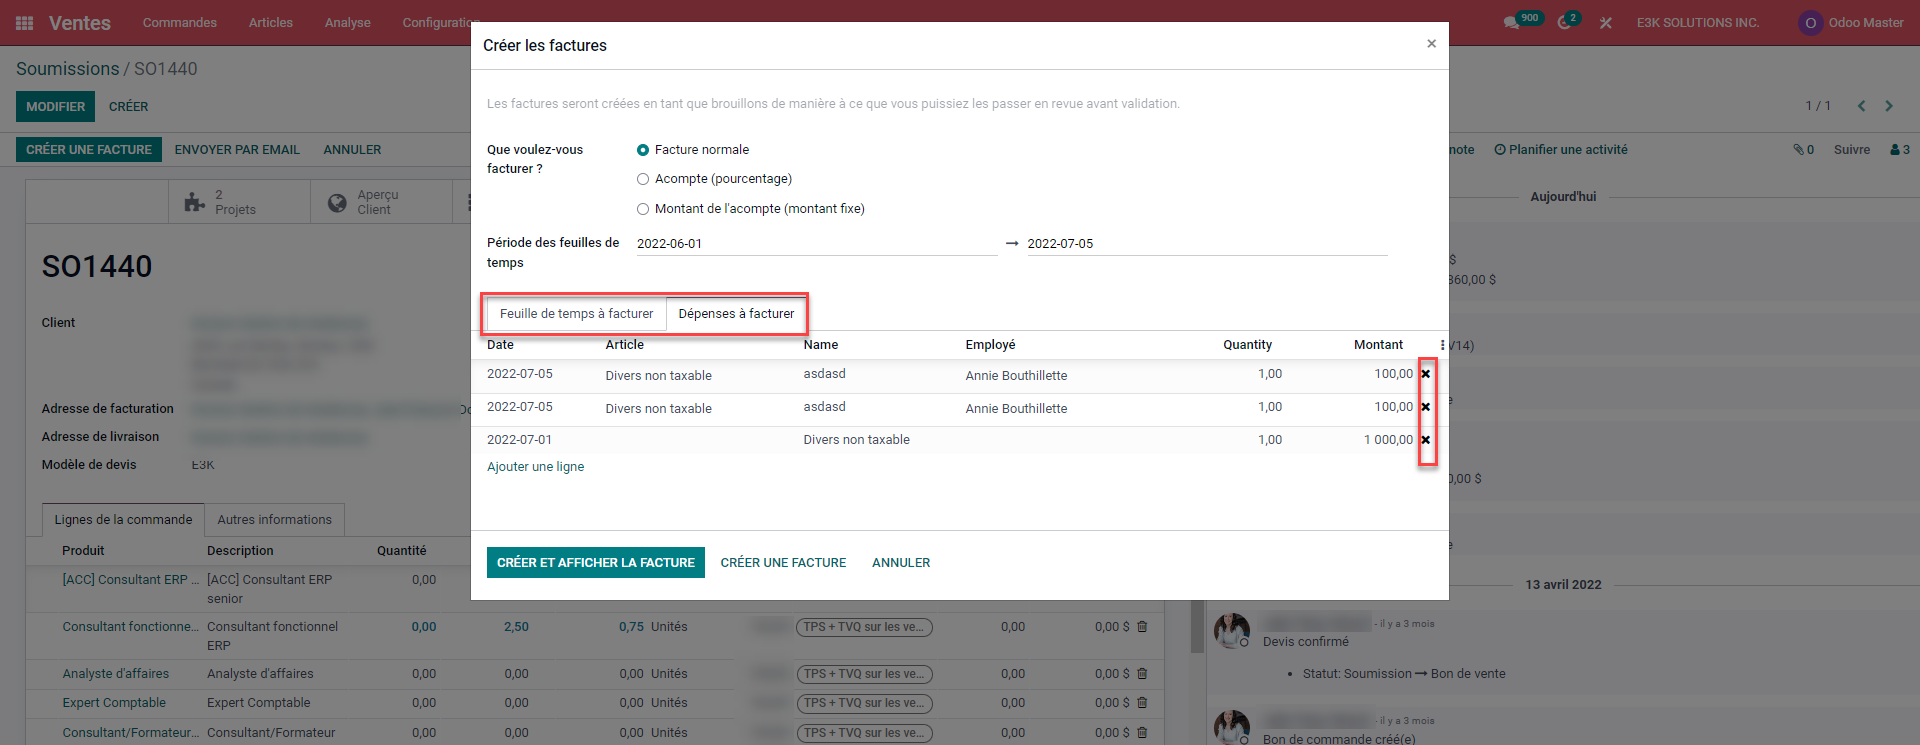 Ventes Commandes Articles Analyse Configuration 900 2 E3K SOLUTIONS INC. O Odoo Master
Soumissions / SO1440
MODIFIER CRÉER 1 / 1
CRÉER UNE FACTURE ENVOYER PAR EMAIL ANNULER note Planifier une activité 0 Suivre 3
2 Projets
Aperçu Client
SO1440
Client
Adresse de facturation
Adresse de livraison
Modèle de devis E3K
Lignes de la commande Autres informations
Produit Description Quantité
[ACC] Consultant ERP ... [ACC] Consultant ERP senior 0,00
Consultant fonctionne... Consultant fonctionnel ERP 0,00 2,50 0,75 Unités TPS + TVQ sur les ve... 0,00 0,00 $
Analyste d'affaires Analyste d'affaires 0,00 0,00 0,00 Unités TPS + TVQ sur les ve... 0,00 0,00 $
Expert Comptable Expert Comptable 0,00 0,00 0,00 Unités TPS + TVQ sur les ve... 0,00 0,00 $
Consultant/Formateur... Consultant/Formateur 0,00 0,00 0,00 Unités TPS + TVQ sur les ve... 0,00 0,00 $
Créer les factures ×
Les factures seront créées en tant que brouillons de manière à ce que vous puissiez les passer en revue avant validation.
Que voulez-vous facturer ?
Facture normale
Acompte (pourcentage)
Montant de l'acompte (montant fixe)
Période des feuilles de temps 2022-06-01 → 2022-07-05
Feuille de temps à facturer Dépenses à facturer
Date Article Name Employé Quantity Montant
2022-07-05 Divers non taxable asdasd Annie Bouthillette 1,00 100,00
2022-07-05 Divers non taxable asdasd Annie Bouthillette 1,00 100,00
2022-07-01 Divers non taxable 1,00 1 000,00
Ajouter une ligne
CRÉER ET AFFICHER LA FACTURE CRÉER UNE FACTURE ANNULER
Aujourd'hui
$
360,00 $
/14)
0,00 $
13 avril 2022
- il y a 3 mois
Devis confirmé
• Statut: Soumission → Bon de vente
- il y a 3 mois
Bon de commande créé(e)